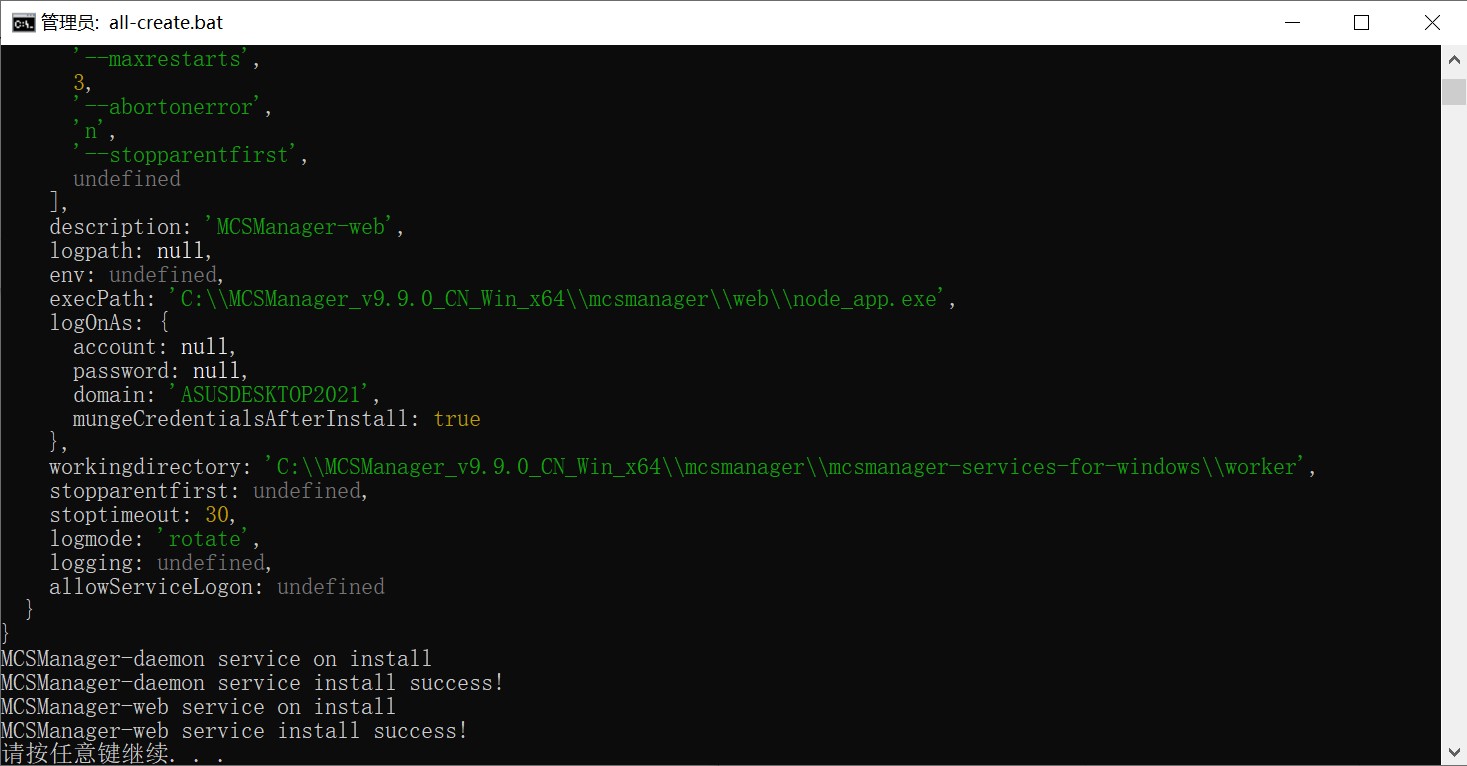 管理员: all-create.bat
'--maxrestarts',
3,
'--abortonerror',
'n',
'--stopparentfirst',
undefined
],
description: 'MCSManager-web',
logpath: null,
env: undefined,
execPath: 'C:\\MCSManager_v9.9.0_CN_Win_x64\\mcsmanager\\web\\node_app.exe',
logOnAs: {
account: null,
password: null,
domain: 'ASUSDESKTOP2021',
mungeCredentialsAfterInstall: true
},
workingdirectory: 'C:\\MCSManager_v9.9.0_CN_Win_x64\\mcsmanager\\mcsmanager-services-for-windows\\worker',
stopparentfirst: undefined,
stoptimeout: 30,
logmode: 'rotate',
logging: undefined,
allowServiceLogon: undefined
}
}
MCSManager-daemon service on install
MCSManager-daemon service install success!
MCSManager-web service on install
MCSManager-web service install success!
请按任意键继续. . .